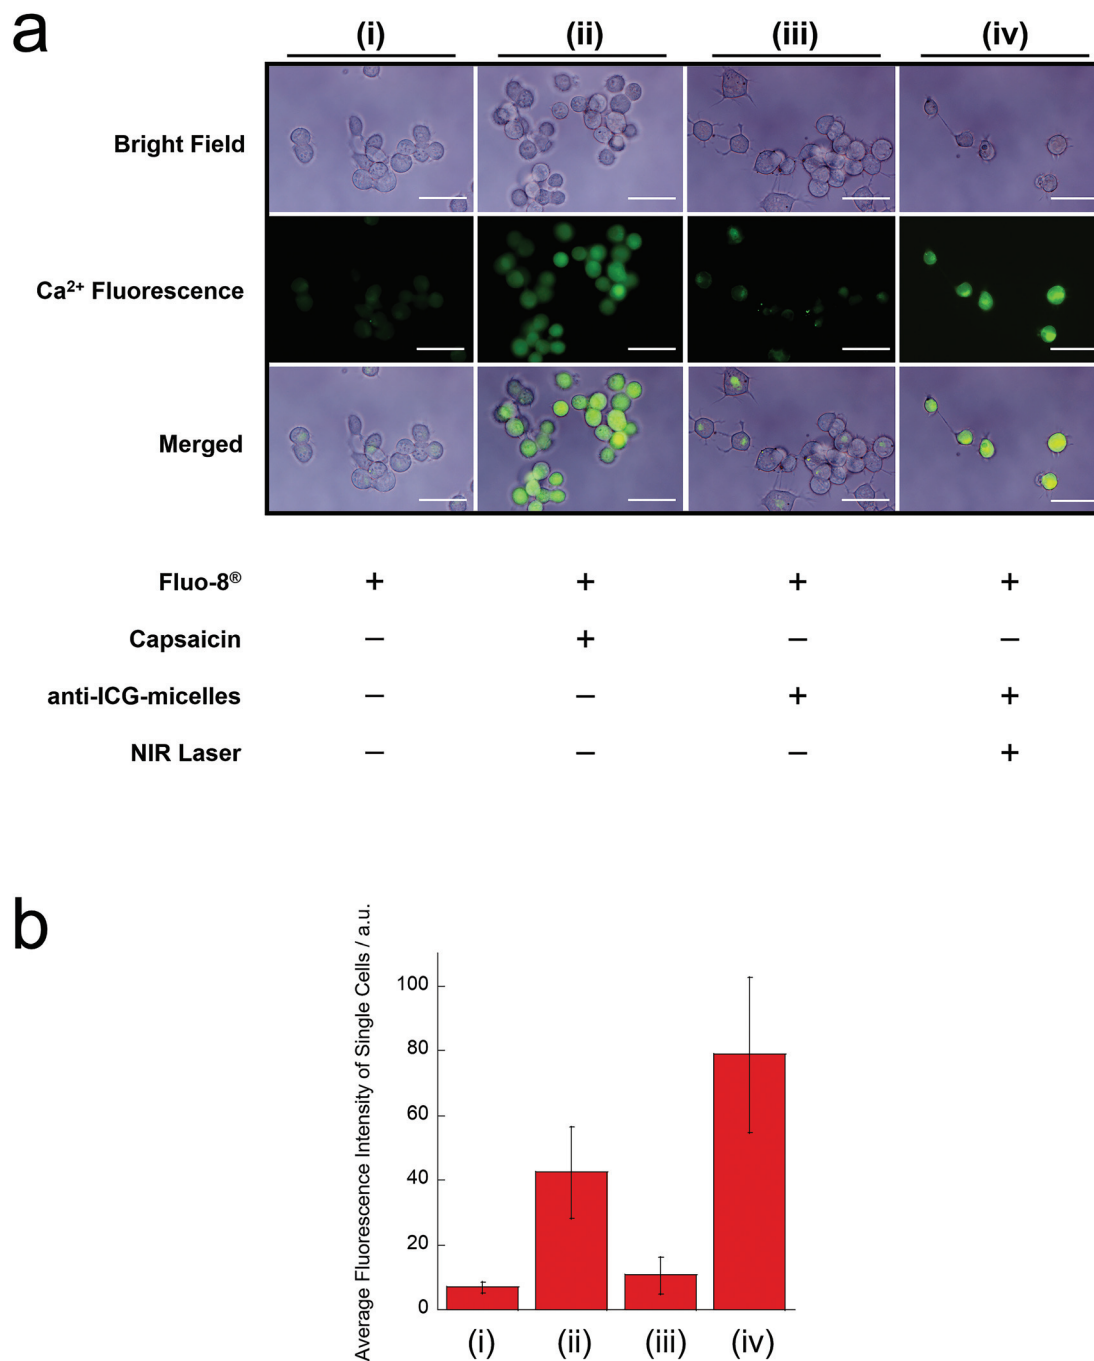 a
(i) (ii) (iii) (iv)
Bright Field
Ca²⁺ Fluorescence
Merged
Fluo-8® + + + +
Capsaicin – + – –
anti-ICG-micelles – – + +
NIR Laser – – – +
b
Average Fluorescence Intensity of Single Cells / a.u.
100
80
60
40
20
0
(i) (ii) (iii) (iv)